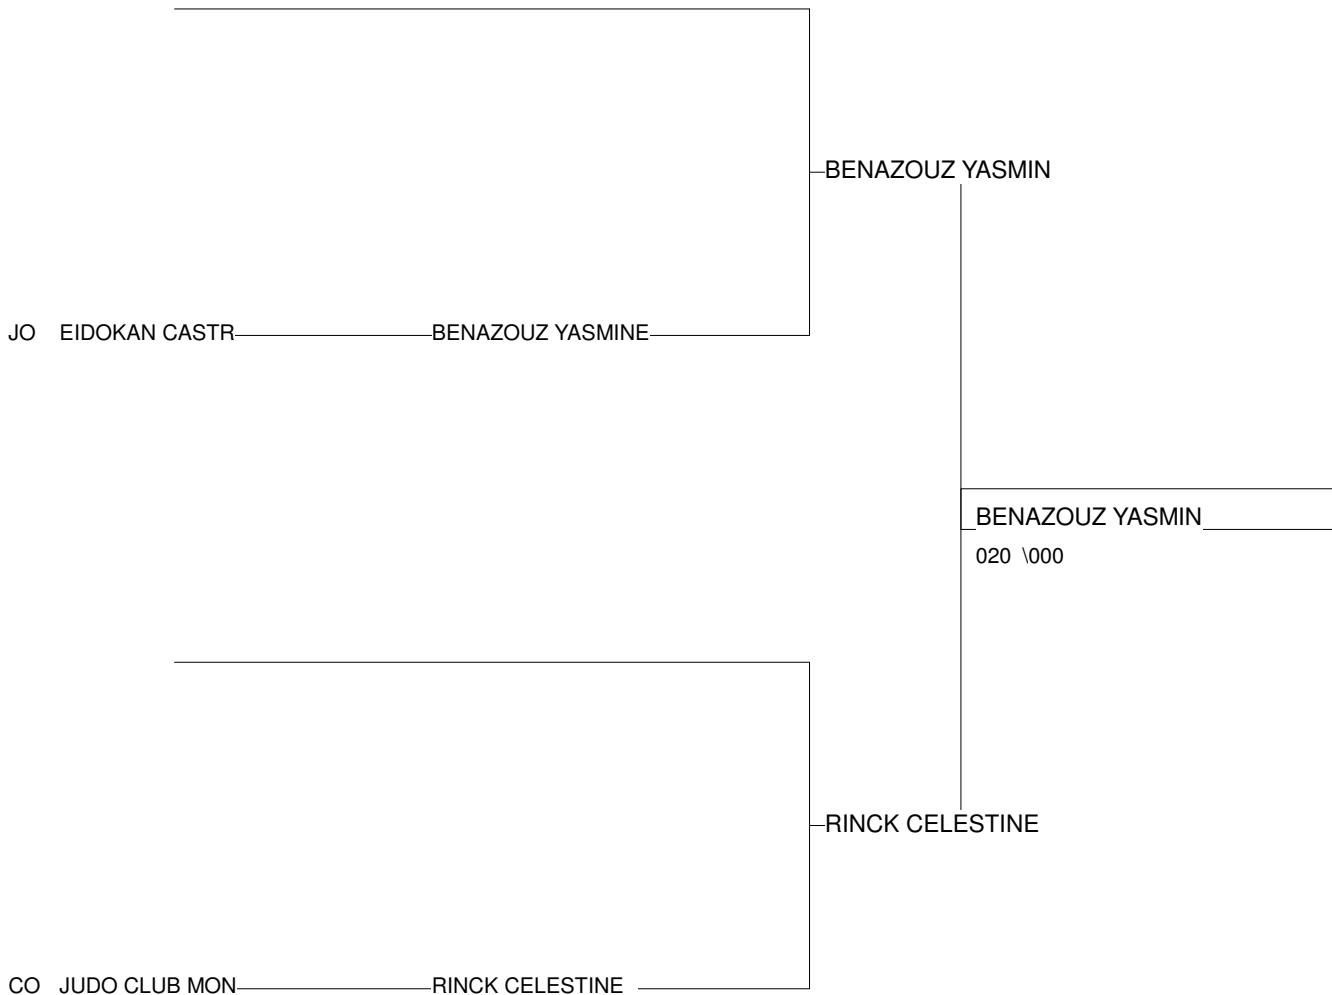 BENAZOUZ YASMIN
JO EIDOKAN CASTR BENAZOUZ YASMINE
BENAZOUZ YASMIN
020 \000
RINCK CELESTINE
CO JUDO CLUB MON RINCK CELESTINE